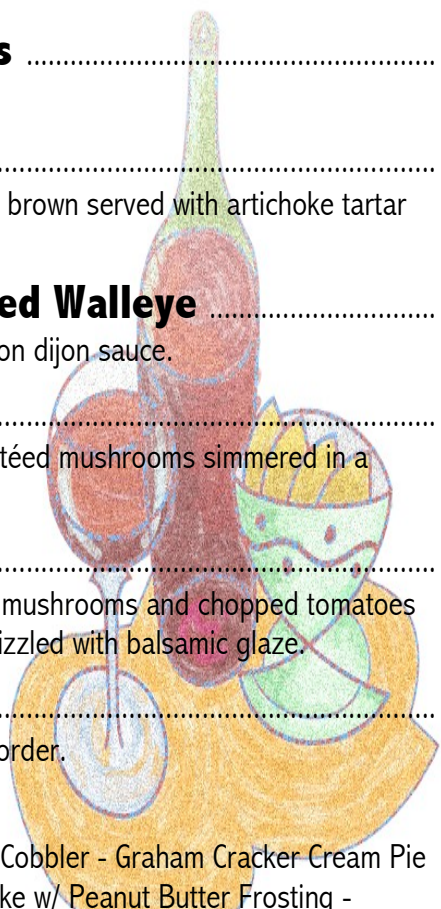 s ........................................................
........................................................
brown served with artichoke tartar
ed Walleye ..............................
on dijon sauce.
........................................................
téed mushrooms simmered in a
........................................................
mushrooms and chopped tomatoes
izzled with balsamic glaze.
........................................................
order.
Cobbler - Graham Cracker Cream Pie
ke w/ Peanut Butter Frosting -